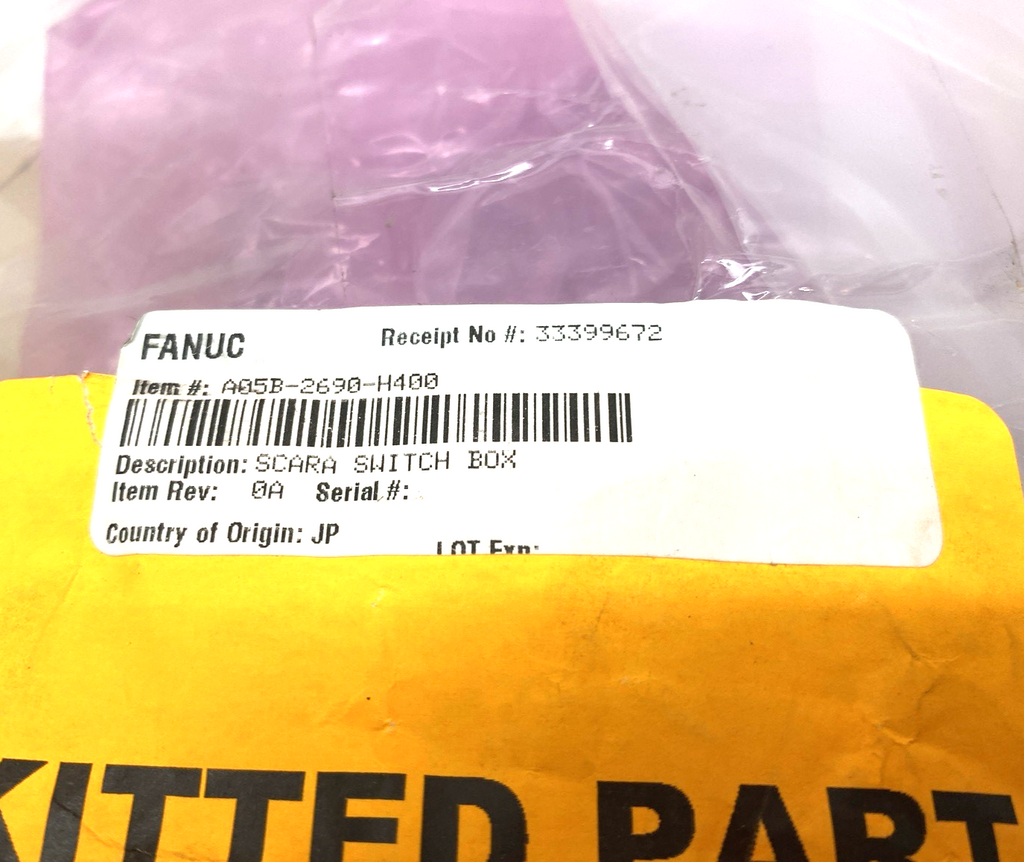 FANUC Receipt No #: 33399672
Item #: A05B-2690-H400
Description: SCARA SWITCH BOX
Item Rev: 0A Serial #:
Country of Origin: JP
LOT Exp:
KITTED PART